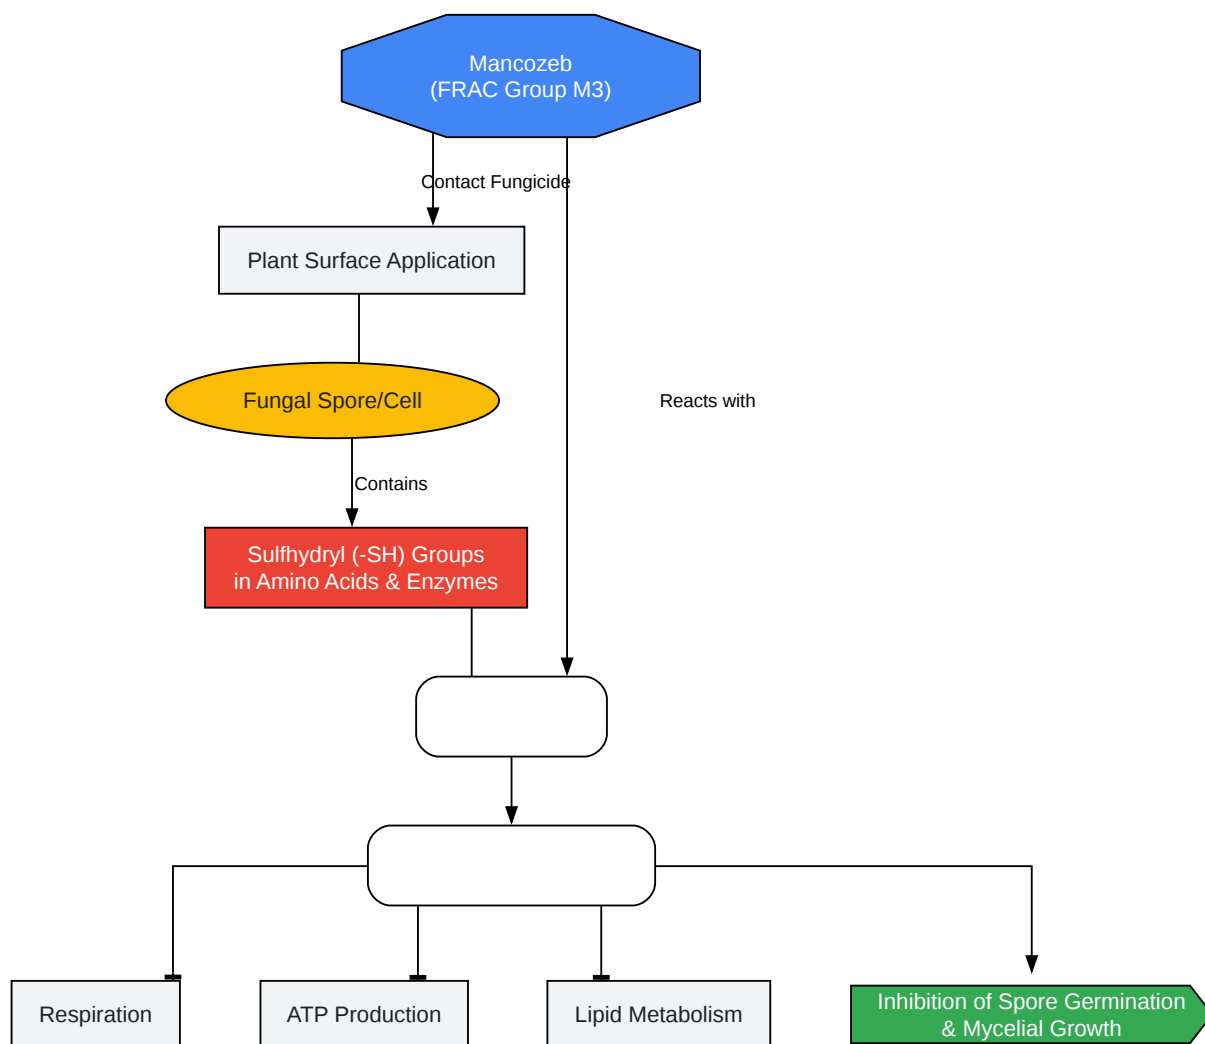 Mancozeb
(FRAC Group M3)
Contact Fungicide
Plant Surface Application
Fungal Spore/Cell
Reacts with
Contains
Sulfhydryl (-SH) Groups
in Amino Acids & Enzymes
Respiration
ATP Production
Lipid Metabolism
Inhibition of Spore Germination
& Mycelial Growth